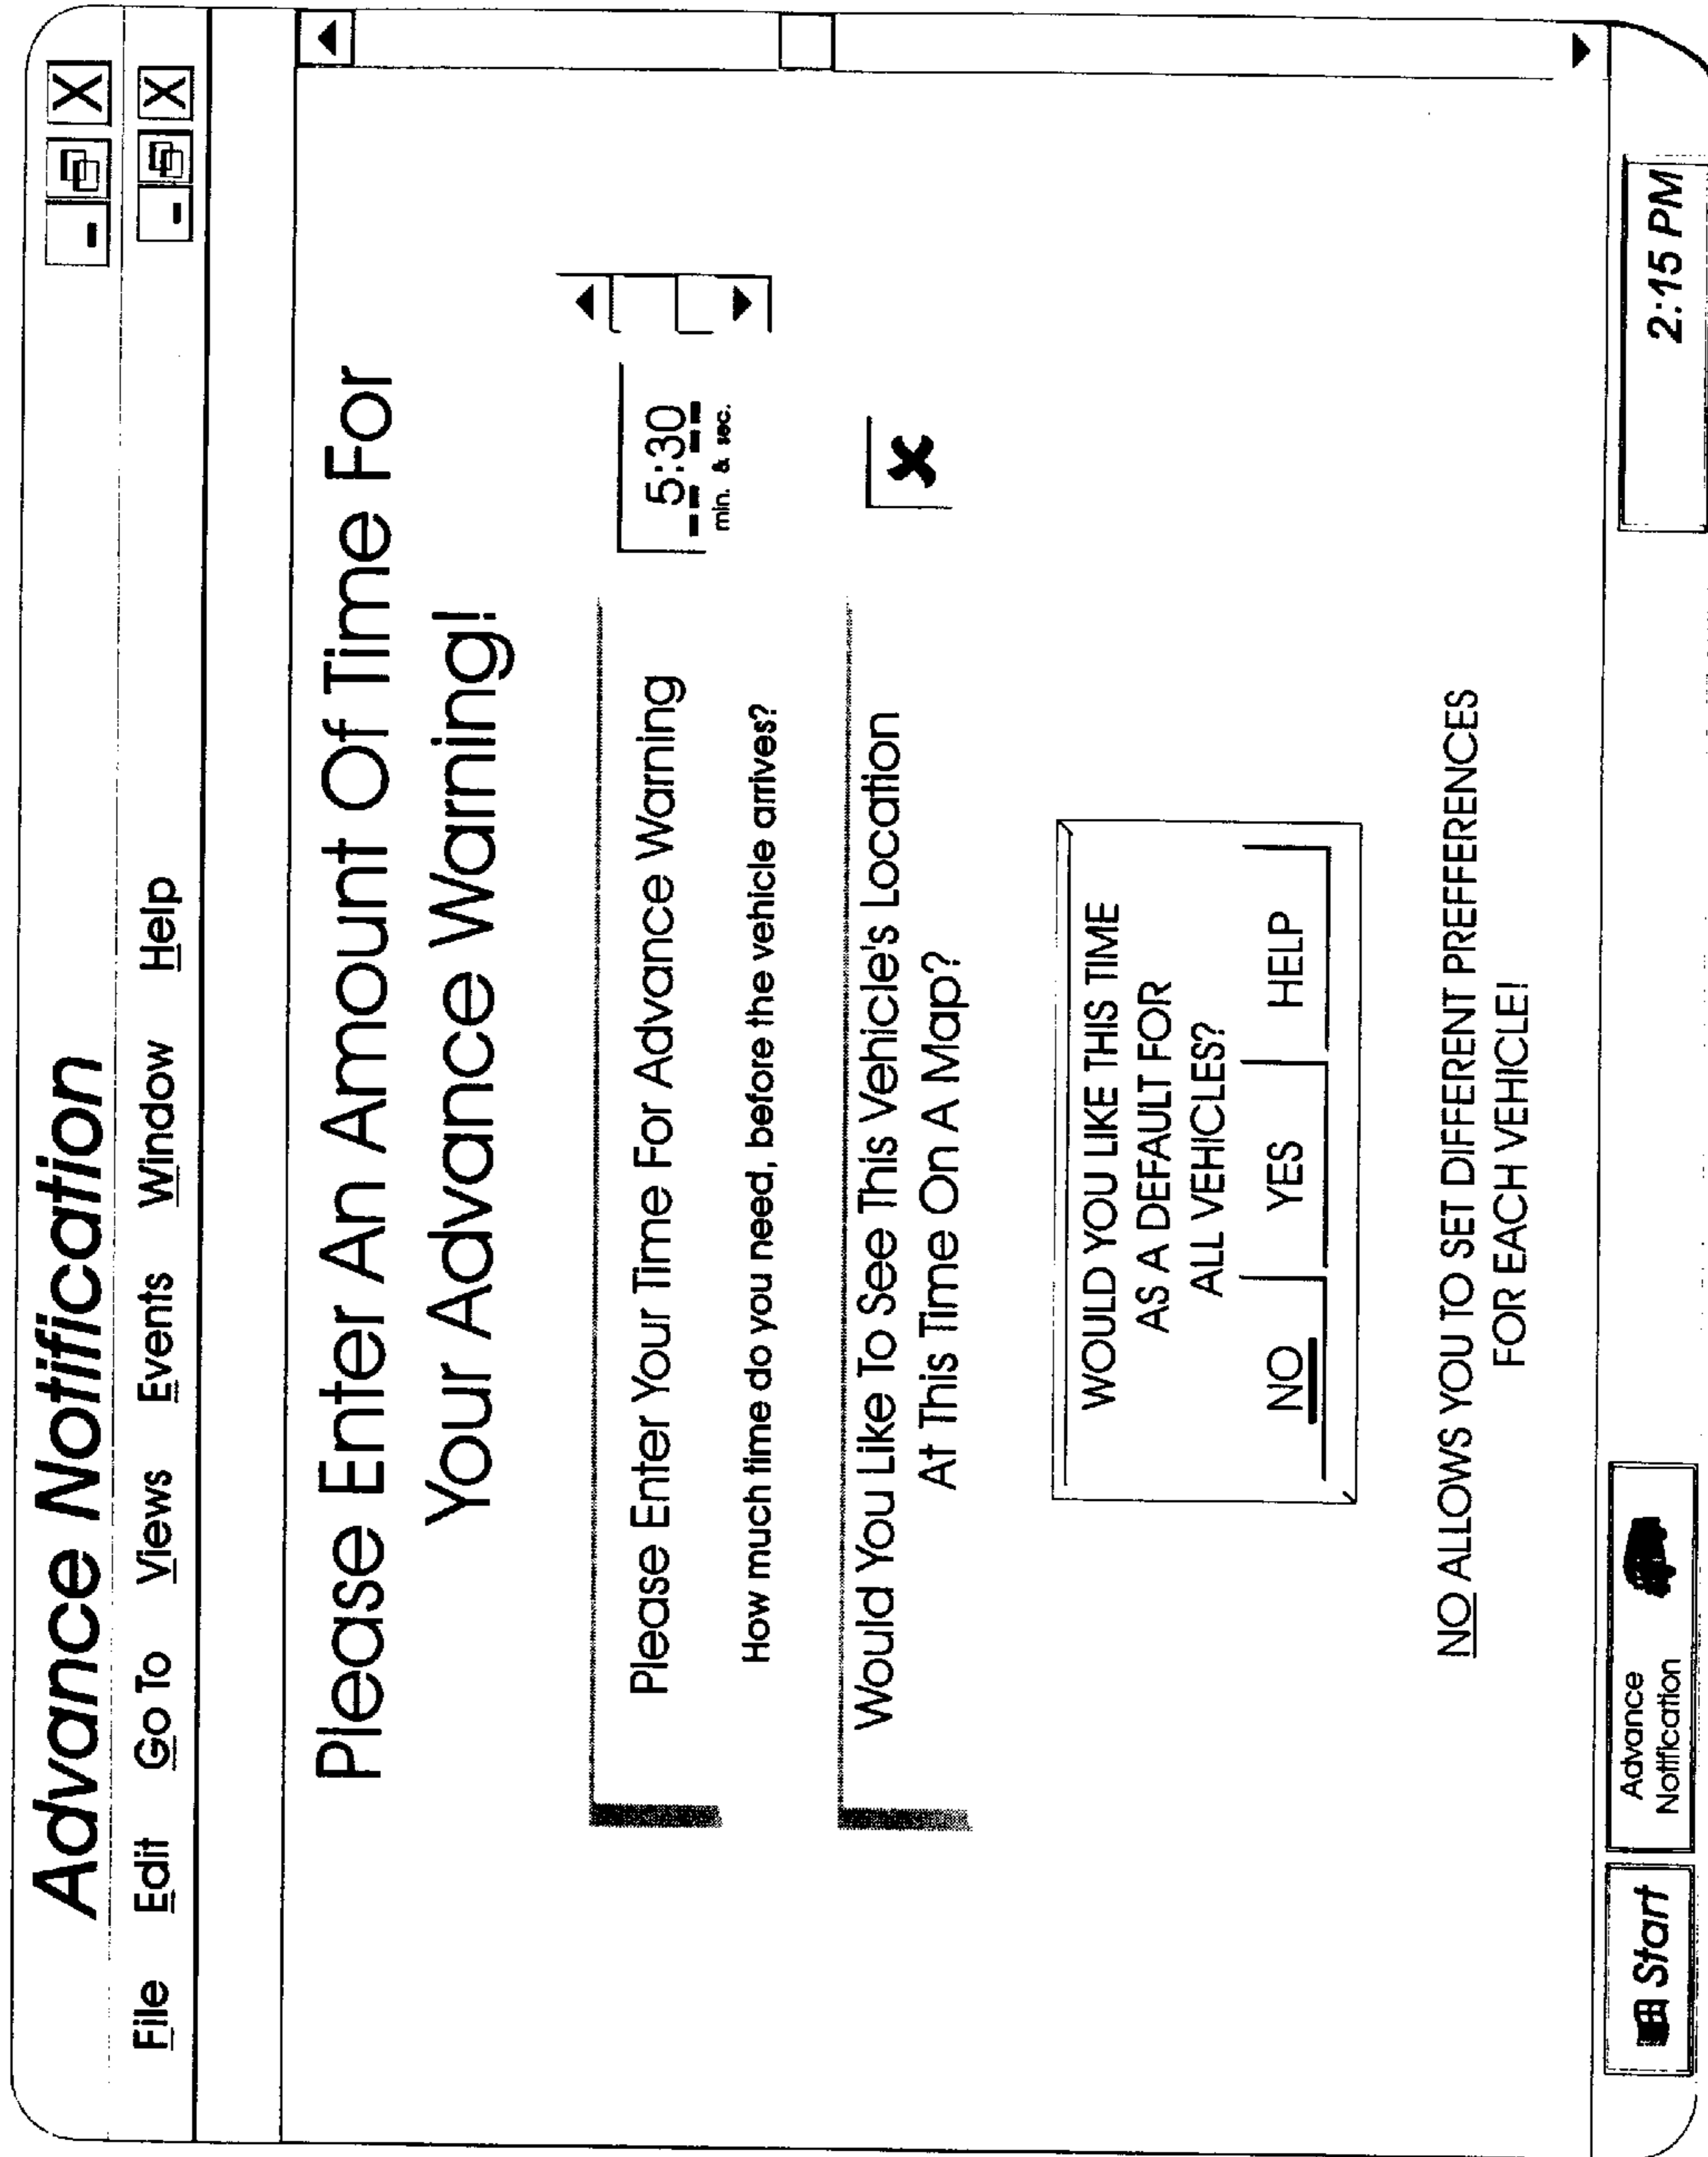 Advance Notification
File Edit Go To Views Events Window Help
Please Enter An Amount Of Time For
Your Advance Warning!
Please Enter Your Time For Advance Warning
5:30
min. & sec.
How much time do you need, before the vehicle arrives?
Would You Like To See This Vehicle's Location
At This Time On A Map?
WOULD YOU LIKE THIS TIME
AS A DEFAULT FOR
ALL VEHICLES?
NO YES HELP
NO ALLOWS YOU TO SET DIFFERENT PREFFERENCES
FOR EACH VEHICLE!
Start
Advance
Notification
2:15 PM